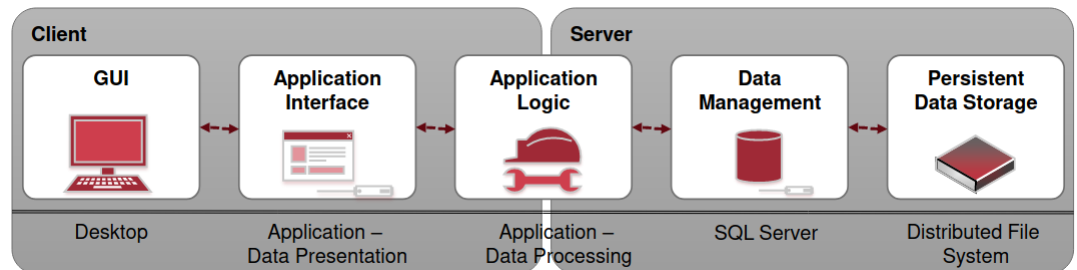 Client
Server
GUI
Application
Interface
Application
Logic
Data
Management
Persistent
Data Storage
Desktop
Application –
Data Presentation
Application –
Data Processing
SQL Server
Distributed File
System